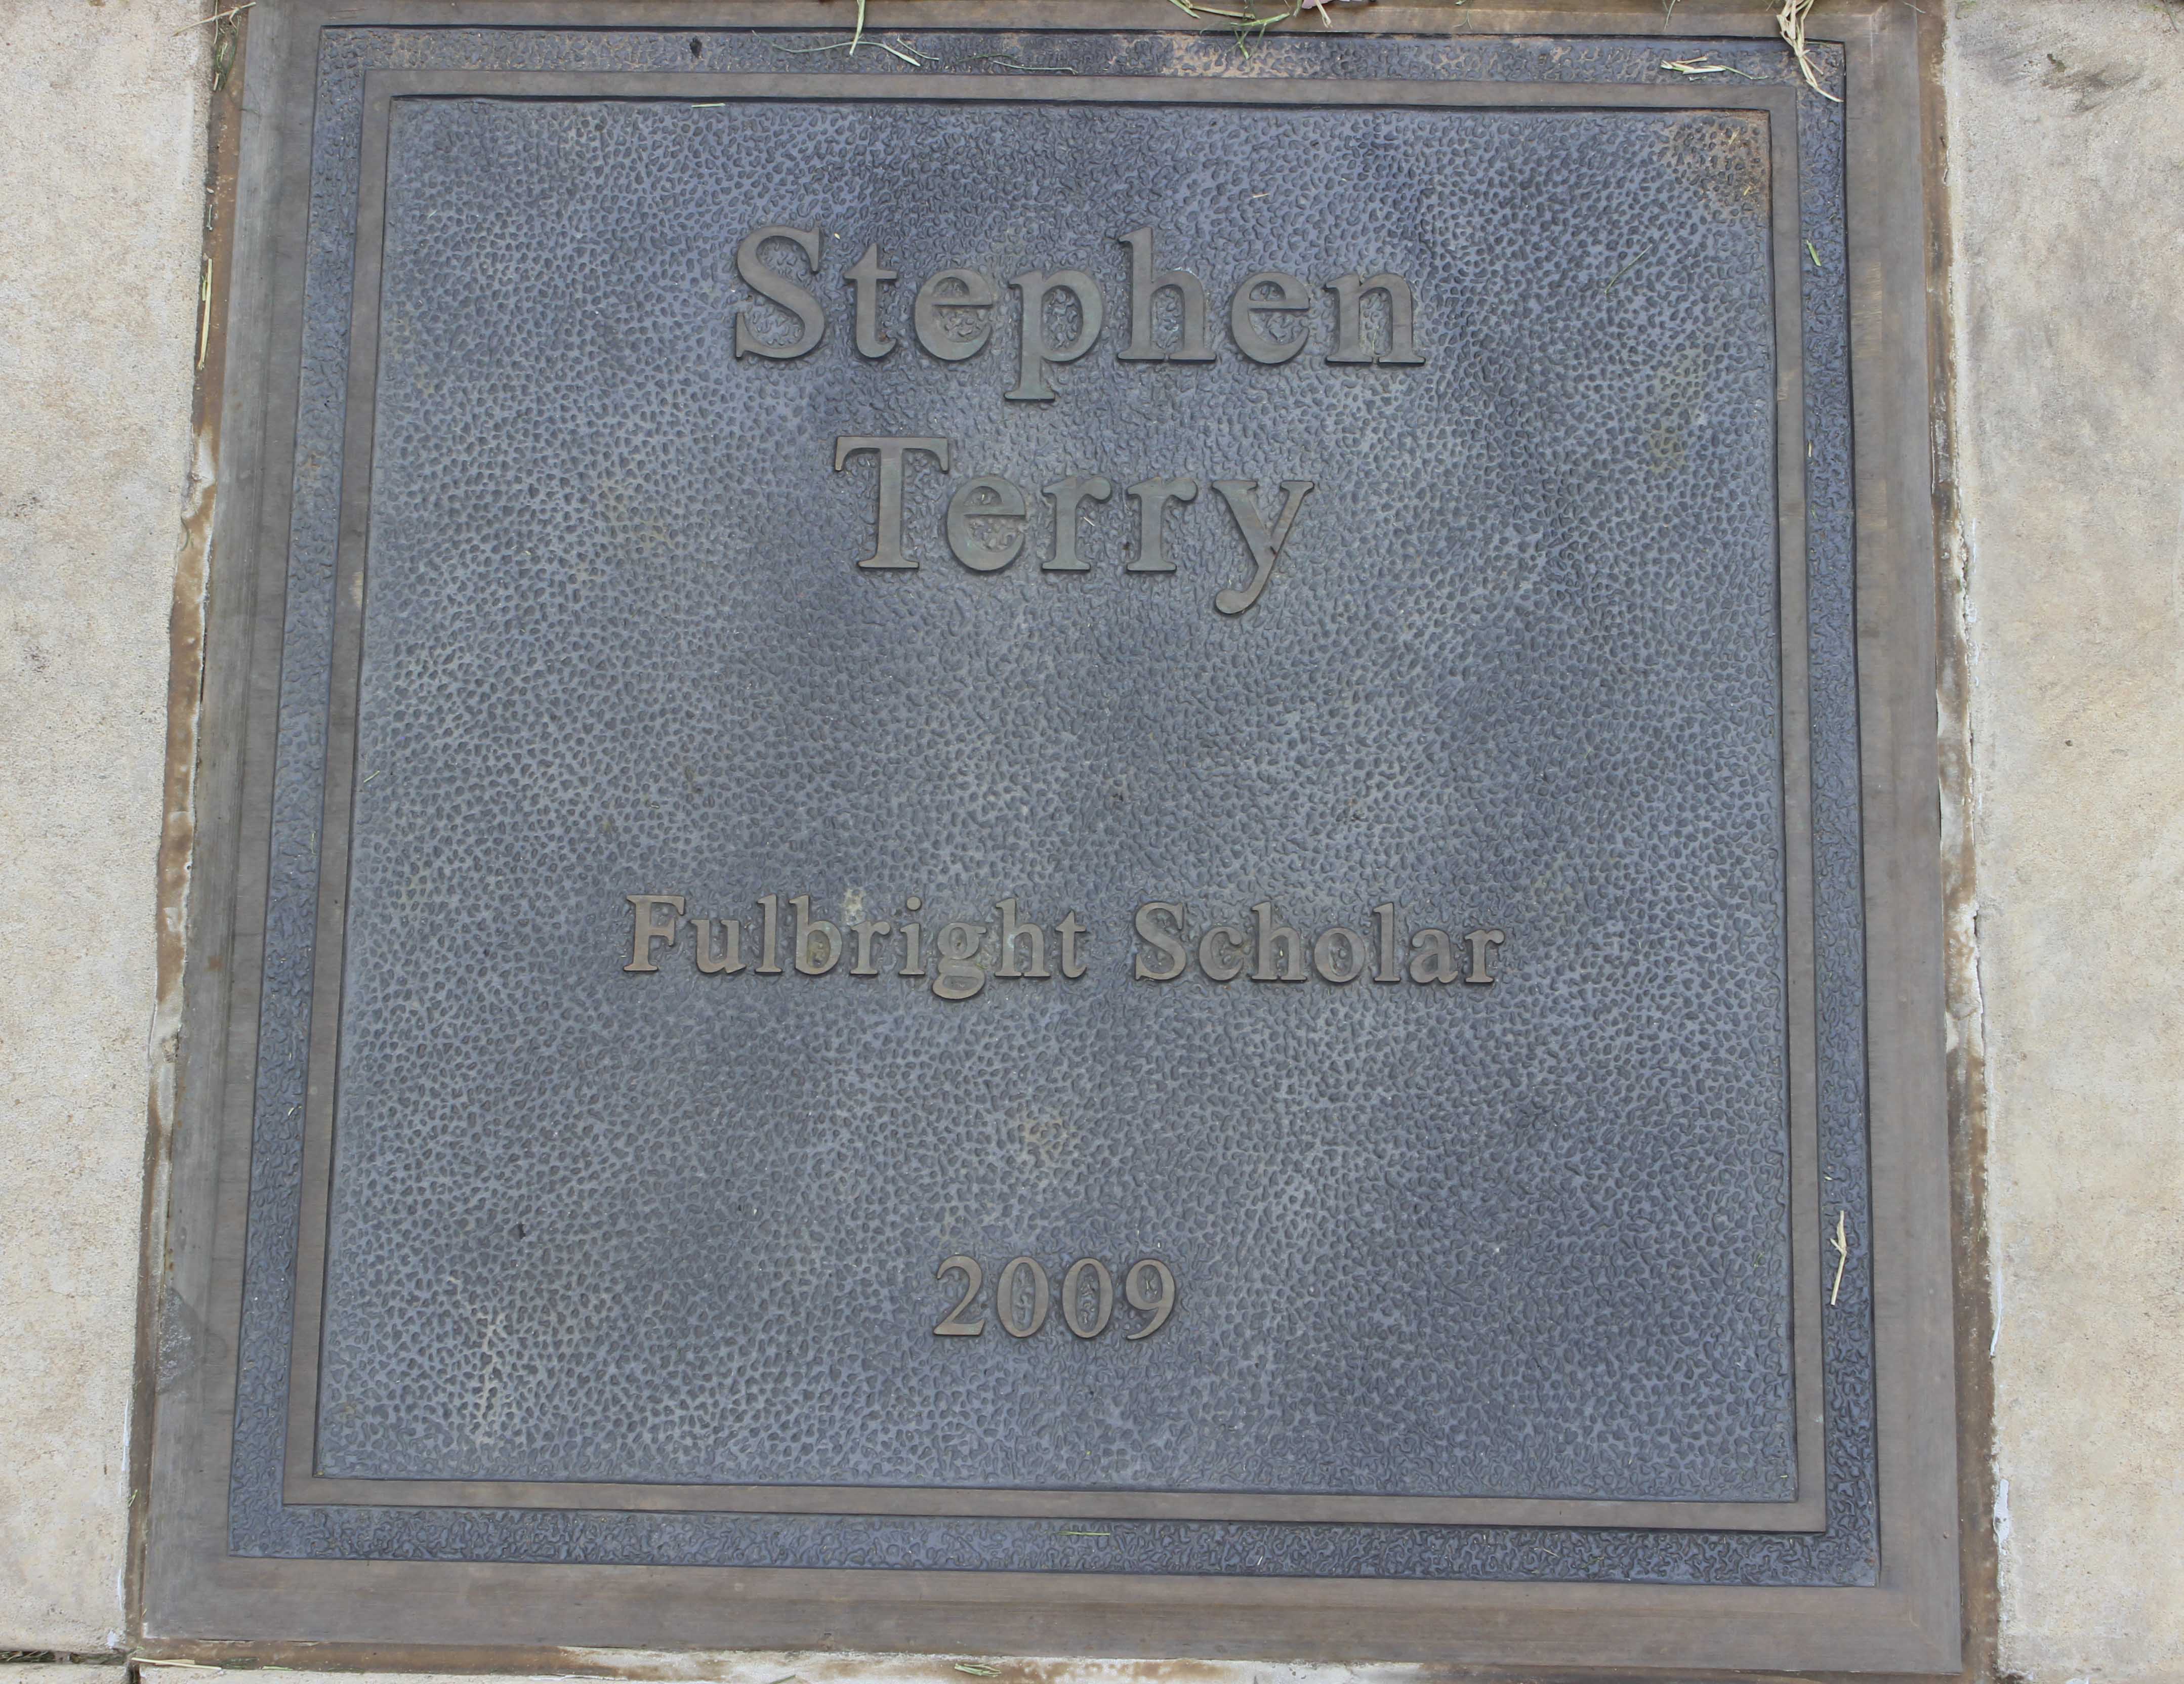 Stephen
Terry
Fulbright Scholar
2009